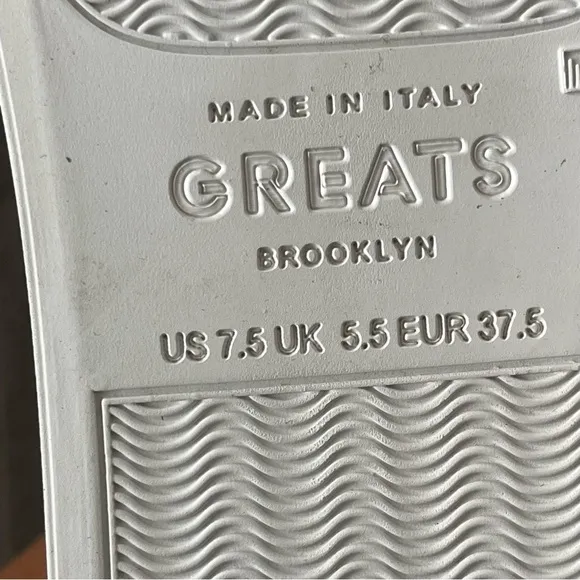 MADE IN ITALY
GREATS
BROOKLYN
US 7.5 UK 5.5 EUR 37.5